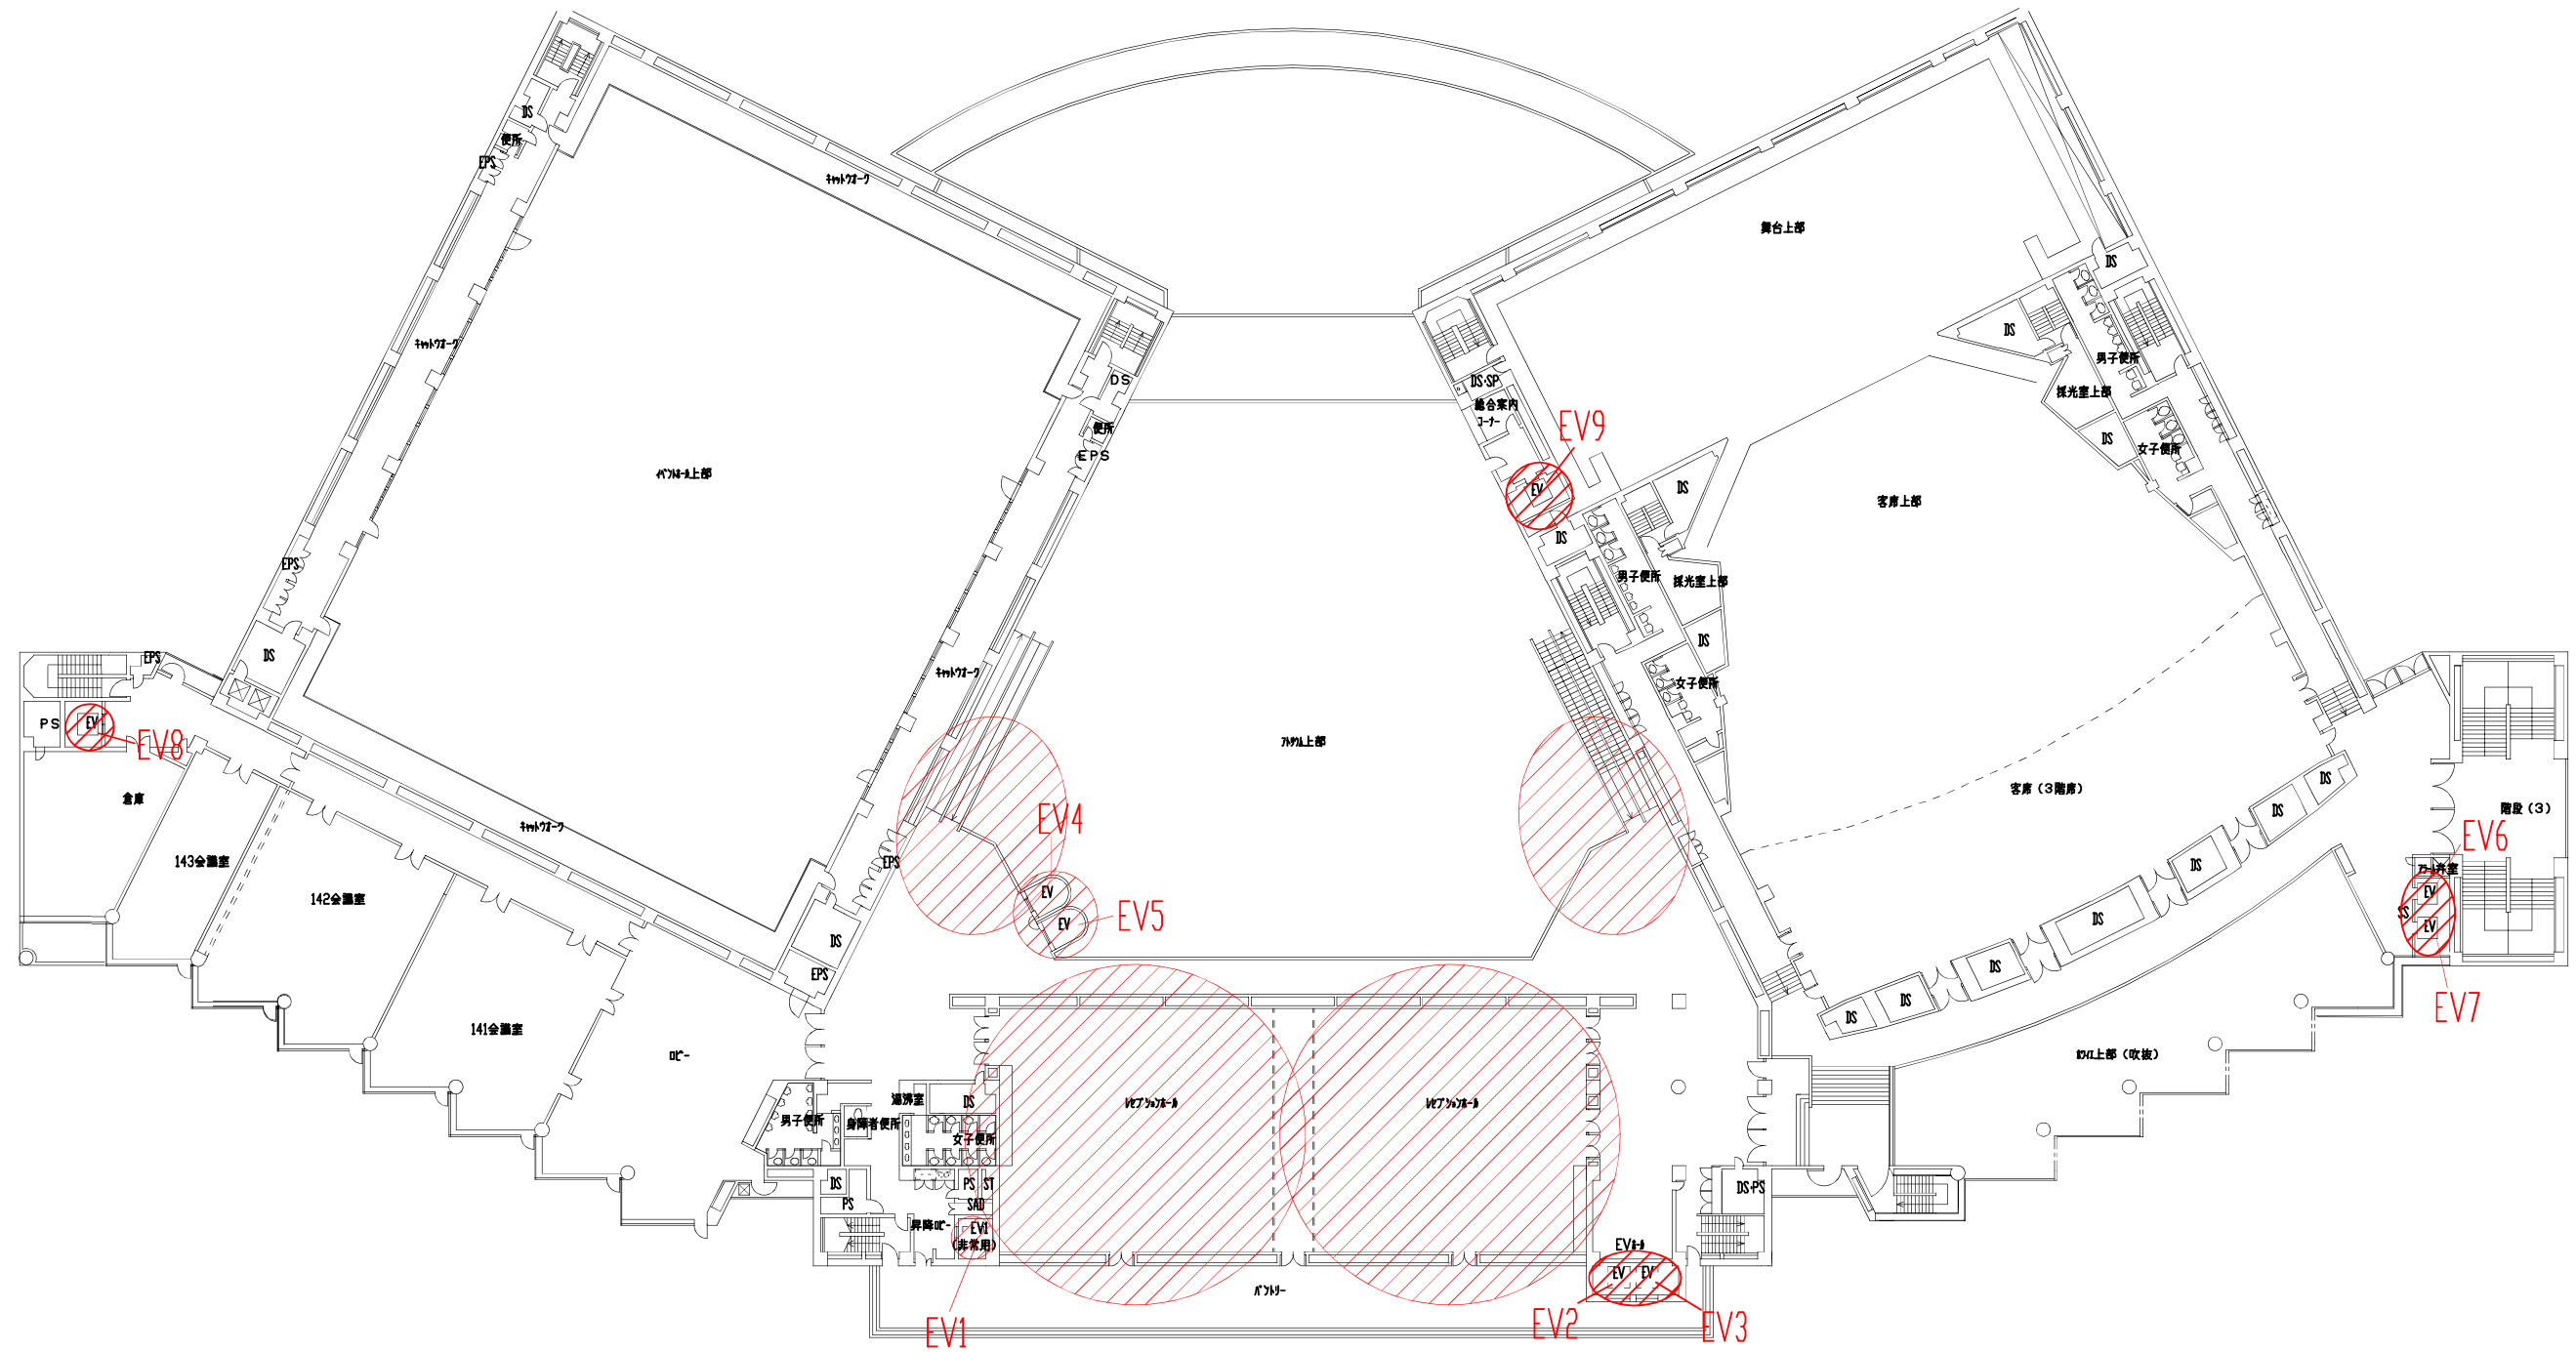 DS
便所
EPS
キャットウオーク
舞台上部
DS
DS
男子便所
採光室上部
DS
女子便所
キャットウオーク
DS
便所
EPS
DS・SP
総合案内
コーナー
EV9
EV
DS
イベントホール上部
客席上部
DS
男子便所
採光室上部
DS
女子便所
EPS
DS
EPS
PS
EV
EV8
倉庫
キャットウオーク
アトリウム上部
客席（3階席）
DS
DS
DS
DS
DS
DS
DS
階段（3）
EV6
アラーム弁室
EV
SS
EV
EV7
キャットウオーク
EPS
EV4
EV
EV
EV5
143会議室
142会議室
141会議室
DS
EPS
ロビー
ホワイエ上部（吹抜）
レセプションホール
レセプションホール
湯沸室
DS
男子便所
身障者便所
女子便所
DS
PS
PS
ST
SAD
昇降ロビー
EV1
(非常用)
DS・PS
EVホール
EV
EV
パントリー
EV1
EV2
EV3